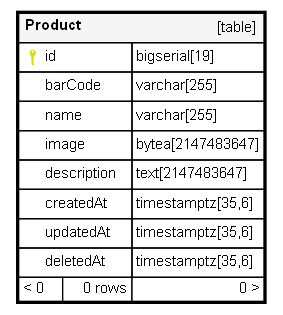 Product [table]
id bigserial[19]
barCode varchar[255]
name varchar[255]
image bytea[2147483647]
description text[2147483647]
createdAt timestamptz[35,6]
updatedAt timestamptz[35,6]
deletedAt timestamptz[35,6]
< 0 0 rows 0 >